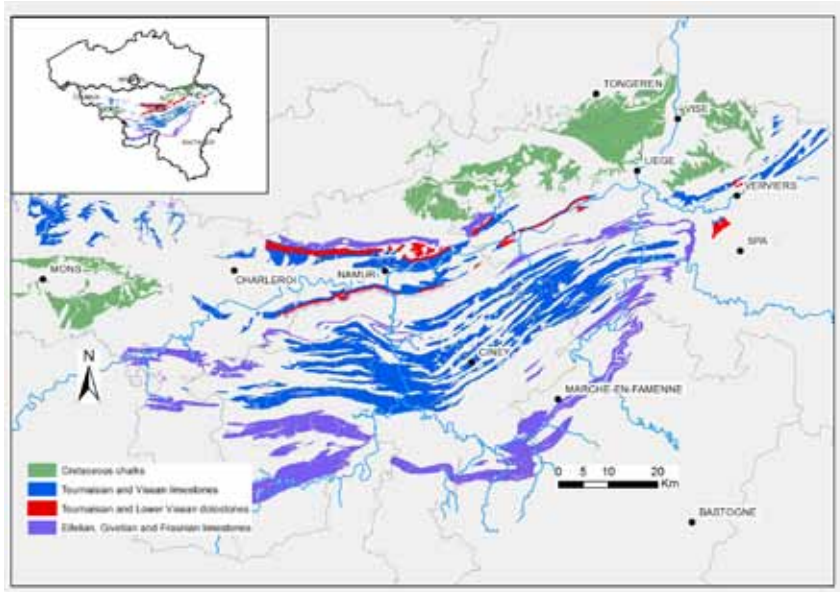 TONGEREN
VISE
LIEGE
VERVIERS
SPA
MONS
CHARLEROI
NAMUR
CINEY
N
MARCHE-EN-FAMENNE
Cretaceous chalks
Tournaisian and Visean limestones
Tournaisian and Lower Visean dolostones
Eifelian, Givetian and Frasnian limestones
0 5 10 20
Km
BASTOGNE